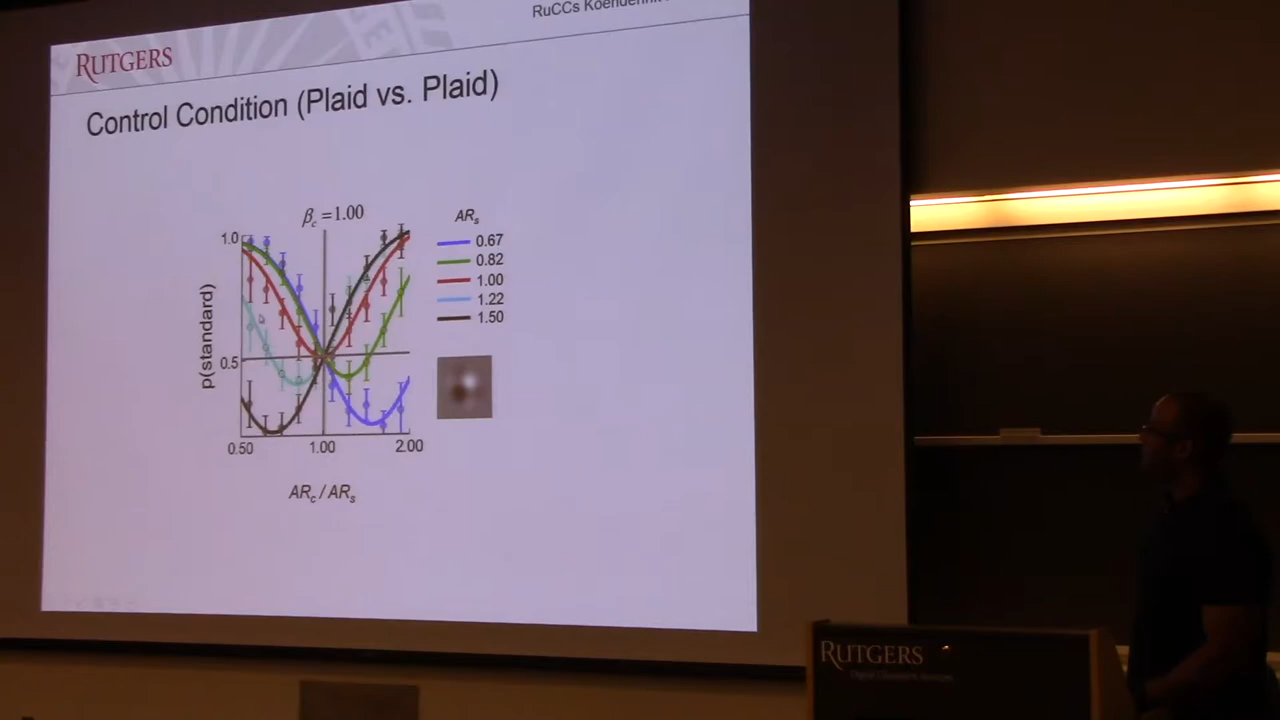 RuCCs Koenderink
RUTGERS
Control Condition (Plaid vs. Plaid)
βc =1.00
ARs
0.67
0.82
1.00
1.22
1.50
p(standard)
1.0
0.5
0.50
1.00
2.00
ARc / ARs
RUTGERS